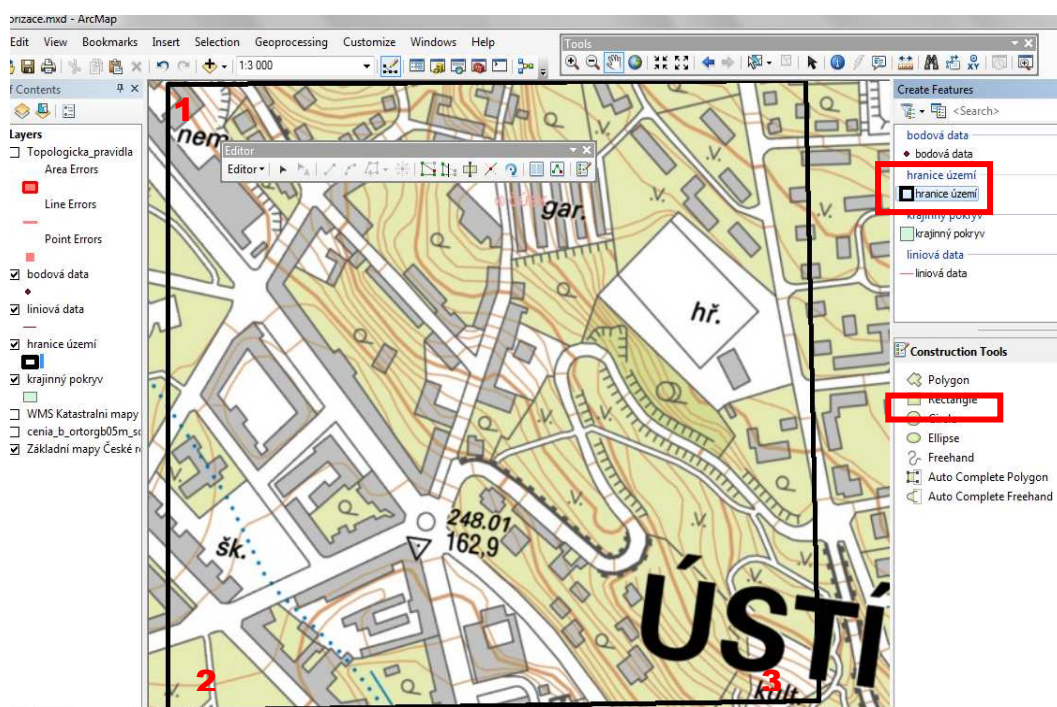 orizace.mxd - ArcMap
Edit View Bookmarks Insert Selection Geoprocessing Customize Windows Help
1:3 000
Tools
f Contents
Layers
Topologicka_pravidla
Area Errors
Line Errors
Point Errors
bodová data
liniová data
hranice území
krajinný pokryv
WMS Katastralni mapy
cenia_b_ortorgb05m_sc
Základní mapy České r
1
nem.
Editor
Editor
gar.
hř.
248.01
162,9
šk.
ÚSTÍ
kult.
2
3
Create Features
<Search>
bodová data
bodová data
hranice území
hranice území
krajinný pokryv
krajinný pokryv
liniová data
liniová data
Construction Tools
Polygon
Rectangle
Circle
Ellipse
Freehand
Auto Complete Polygon
Auto Complete Freehand